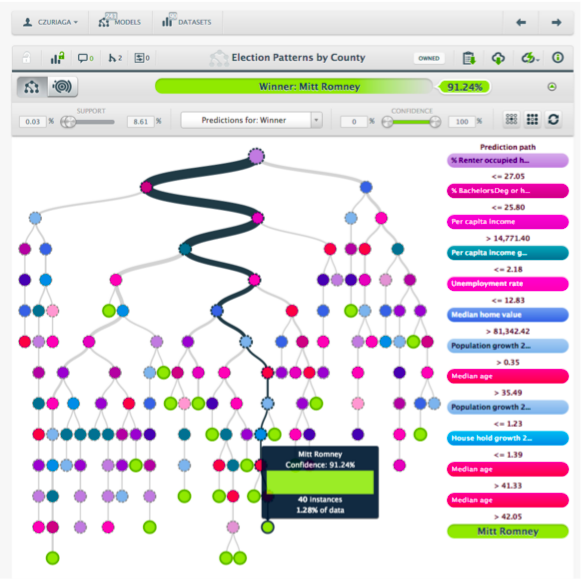 CZURIAGA
MODELS
DATASETS
0
2
0
Election Patterns by County
OWNED
Winner: Mitt Romney
91.24%
SUPPORT
0.03 %
8.61 %
Predictions for: Winner
CONFIDENCE
0 %
100 %
Prediction path
% Renter occupied h...
<= 27.05
% BachelorsDeg or h...
<= 25.80
Per capita income
> 14,771.40
Per capita income g...
<= 2.18
Unemployment rate
<= 12.83
Median home value
> 81,342.42
Population growth 2...
> 0.35
Median age
> 35.49
Population growth 2...
<= 1.23
House hold growth 2...
<= 1.39
Median age
> 41.33
Median age
> 42.05
Mitt Romney
Mitt Romney
Confidence: 91.24%
40 instances
1.28% of data